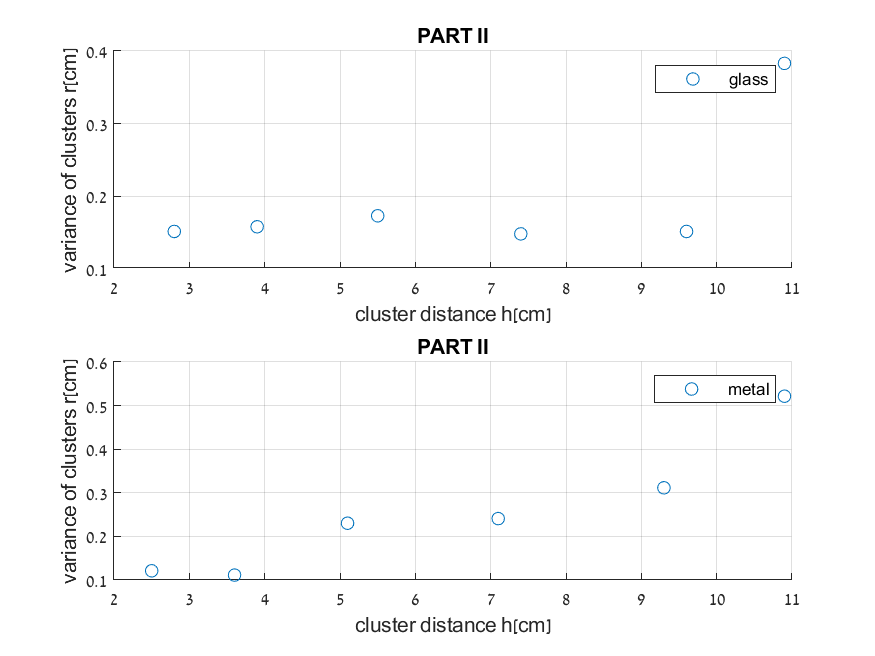 PART II
0.4
glass
0.3
variance of clusters r[cm]
0.2
0.1
2 3 4 5 6 7 8 9 10 11
cluster distance h[cm]
PART II
0.6
metal
0.5
0.4
variance of clusters r[cm]
0.3
0.2
0.1
2 3 4 5 6 7 8 9 10 11
cluster distance h[cm]